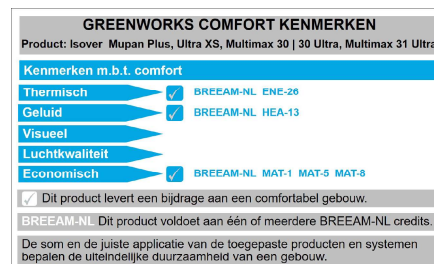 GREENWORKS COMFORT KENMERKEN
Product: Isover Mupan Plus, Ultra XS, Multimax 30 | 30 Ultra, Multimax 31 Ultra
Kenmerken m.b.t. comfort
Thermisch BREEAM-NL ENE-26
Geluid BREEAM-NL HEA-13
Visueel
Luchtkwaliteit
Economisch BREEAM-NL MAT-1 MAT-5 MAT-8
Dit product levert een bijdrage aan een comfortabel gebouw.
BREEAM-NL Dit product voldoet aan één of meerdere BREEAM-NL credits.
De som en de juiste applicatie van de toegepaste producten en systemen
bepalen de uiteindelijke duurzaamheid van een gebouw.